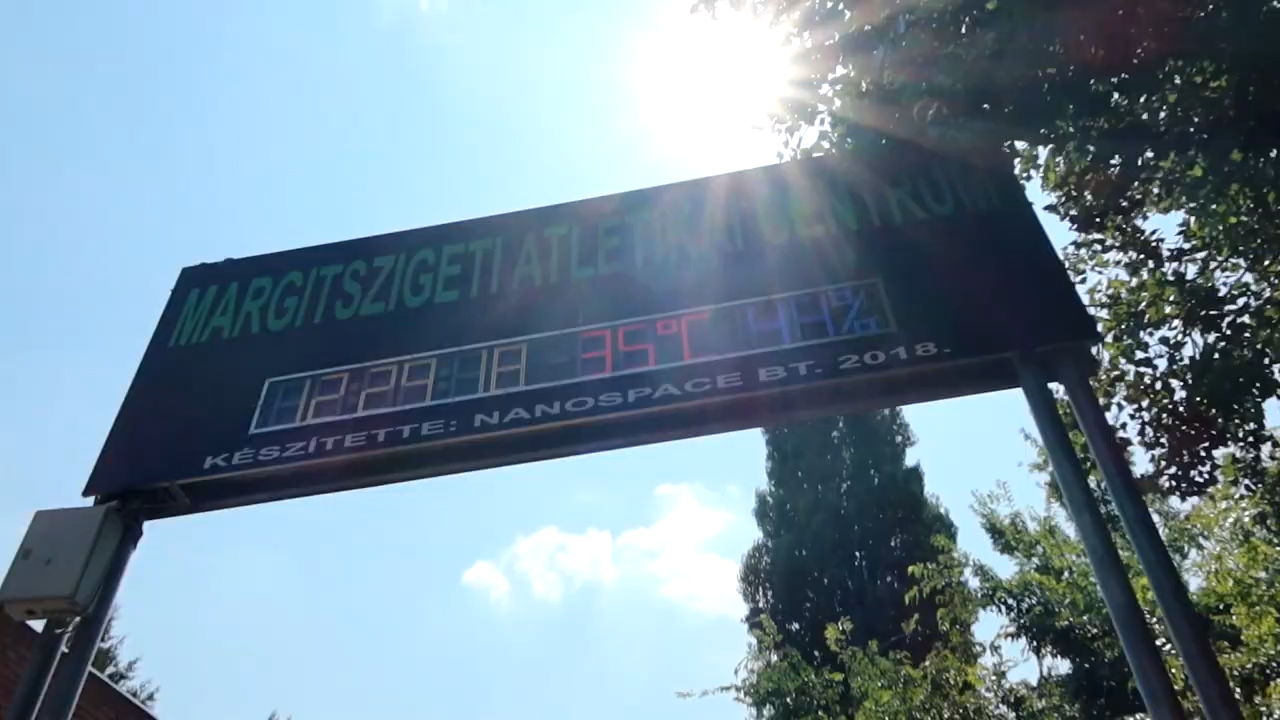 MARGITSZIGETI ATLÉTIKAI CENTRUM
12:29:18 35°C 44%
KÉSZÍTETTE: NANOSPACE BT. 2018.